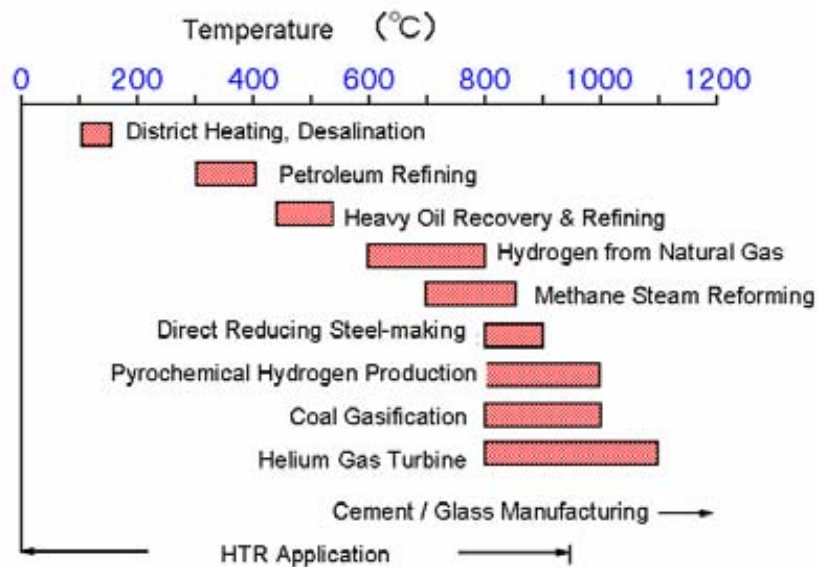 Temperature (°C)
0 200 400 600 800 1000 1200
District Heating, Desalination
Petroleum Refining
Heavy Oil Recovery & Refining
Hydrogen from Natural Gas
Methane Steam Reforming
Direct Reducing Steel-making
Pyrochemical Hydrogen Production
Coal Gasification
Helium Gas Turbine
Cement / Glass Manufacturing
HTR Application